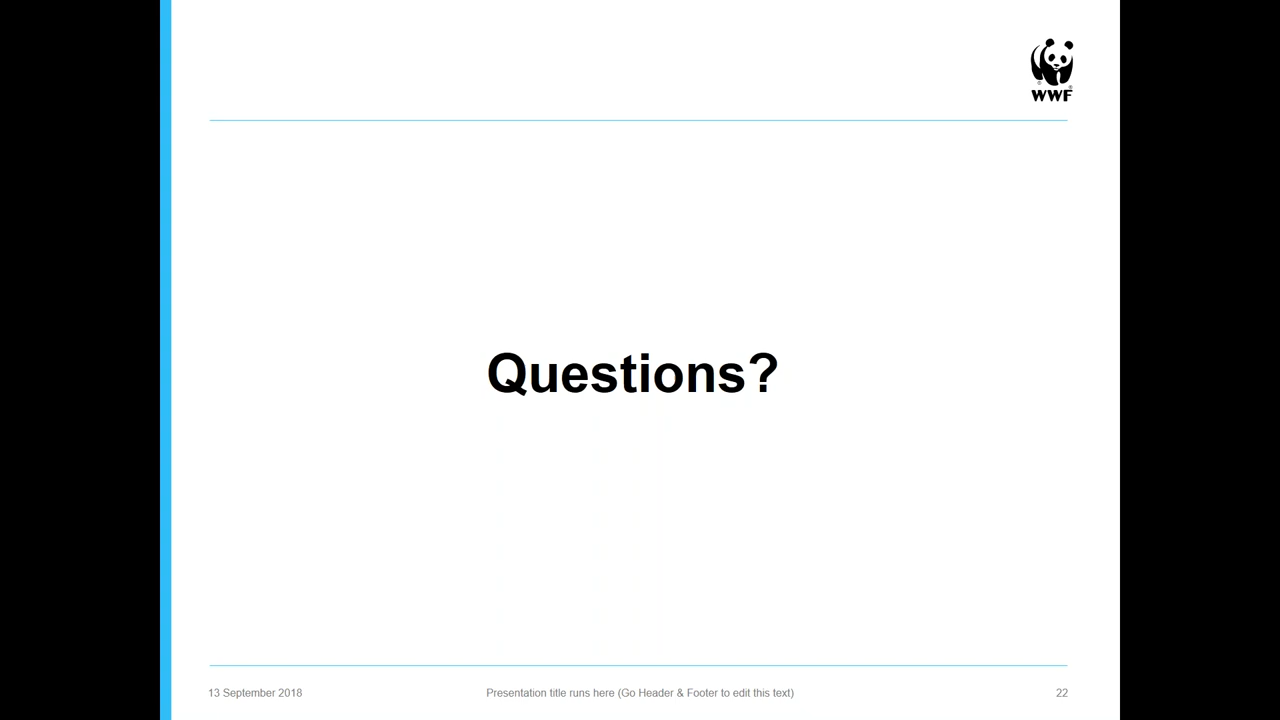 WWF
Questions?
13 September 2018
Presentation title runs here (Go Header & Footer to edit this text)
22